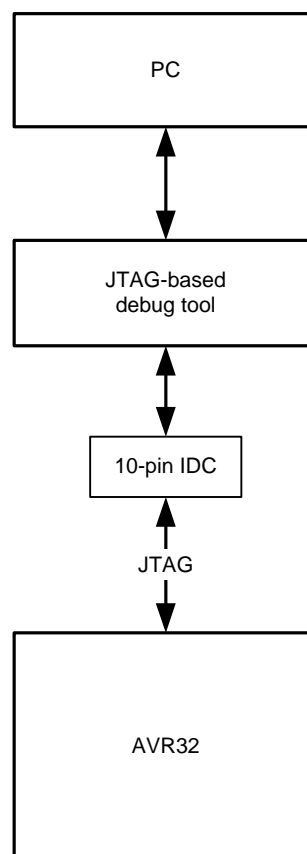 PC
JTAG-based
debug tool
10-pin IDC
JTAG
AVR32